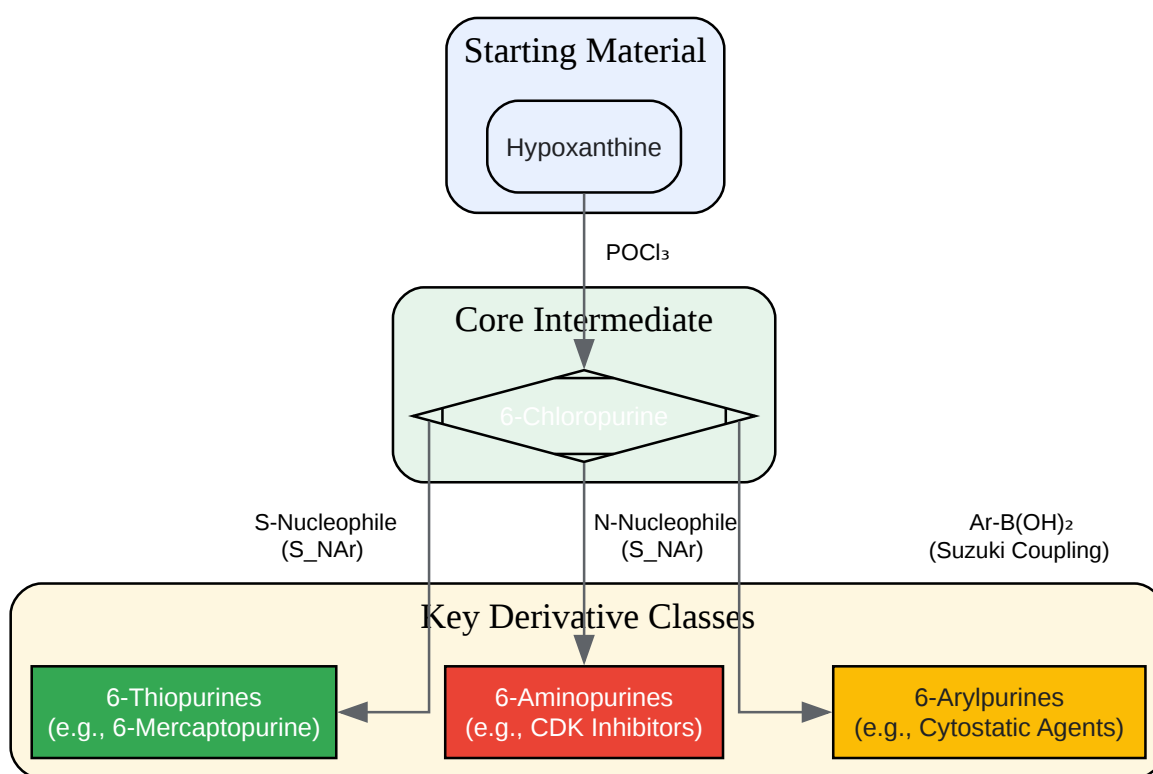 Starting Material
Hypoxanthine
POCl₃
Core Intermediate
6-Chloropurine
S-Nucleophile
(S_NAr)
N-Nucleophile
(S_NAr)
Ar-B(OH)₂
(Suzuki Coupling)
Key Derivative Classes
6-Thiopurines
(e.g., 6-Mercaptopurine)
6-Aminopurines
(e.g., CDK Inhibitors)
6-Arylpurines
(e.g., Cytostatic Agents)